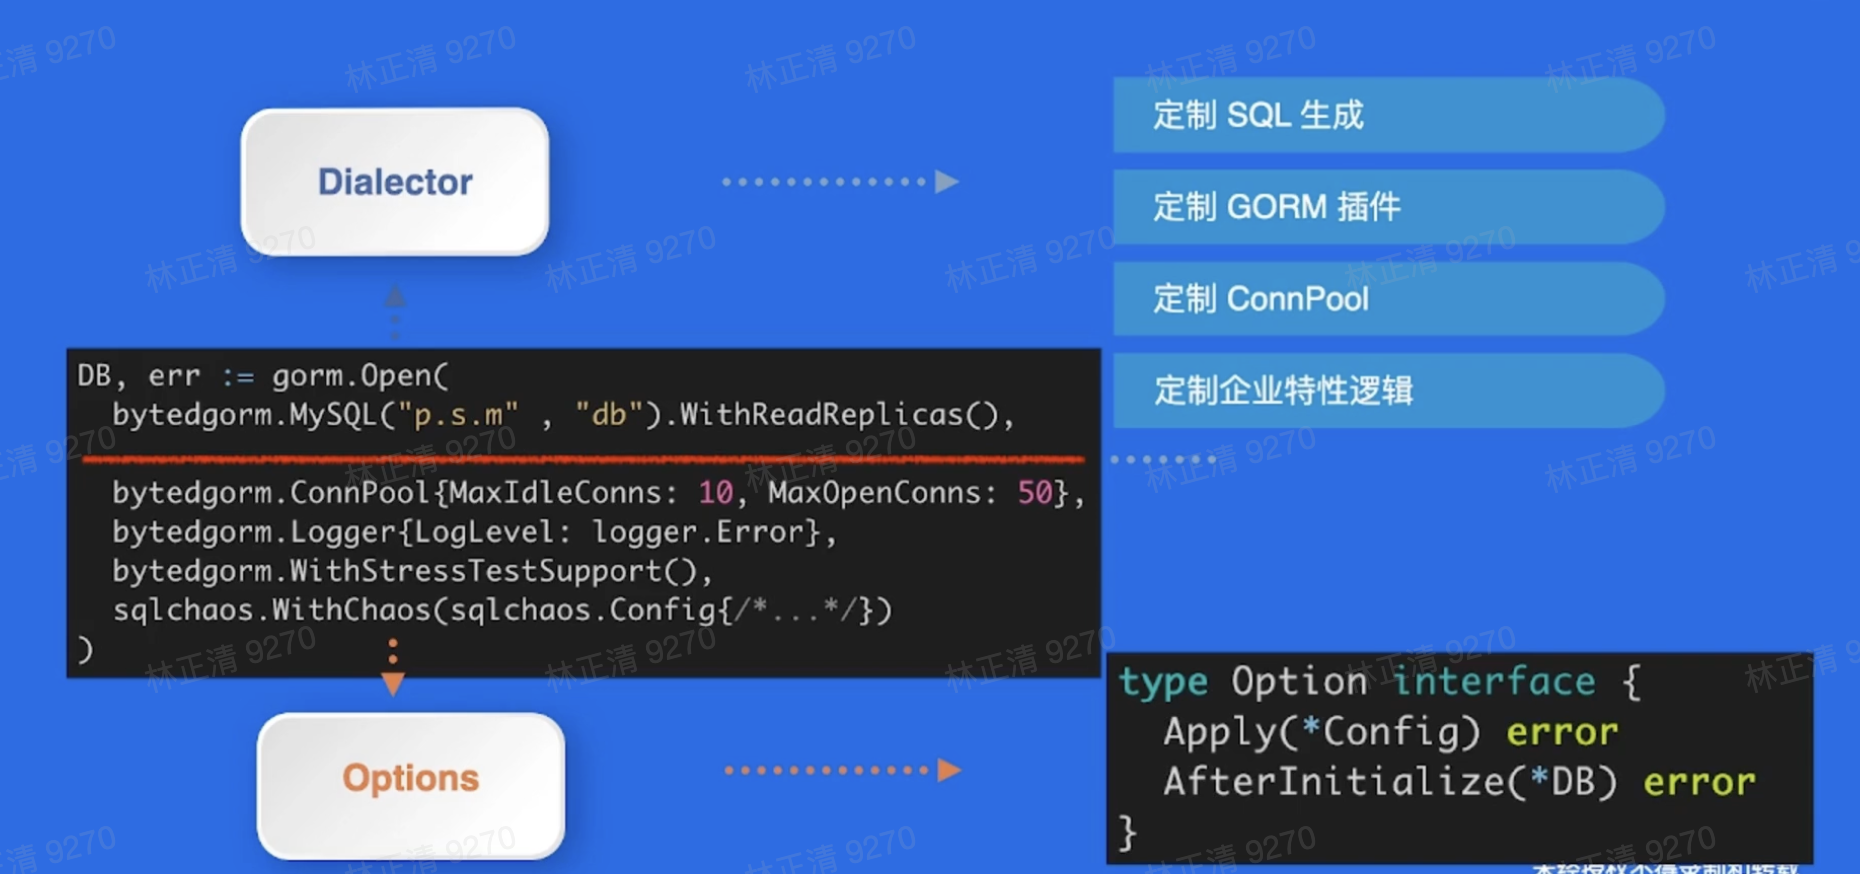 Dialector
定制 SQL 生成
定制 GORM 插件
定制 ConnPool
定制企业特性逻辑
DB, err := gorm.Open(
bytedgorm.MySQL("p.s.m" , "db").WithReadReplicas(),
bytedgorm.ConnPool{MaxIdleConns: 10, MaxOpenConns: 50},
bytedgorm.Logger{LogLevel: logger.Error},
bytedgorm.WithStressTestSupport(),
sqlchaos.WithChaos(sqlchaos.Config{/*...*/})
)
Options
type Option interface {
Apply(*Config) error
AfterInitialize(*DB) error
}
林正清 9270